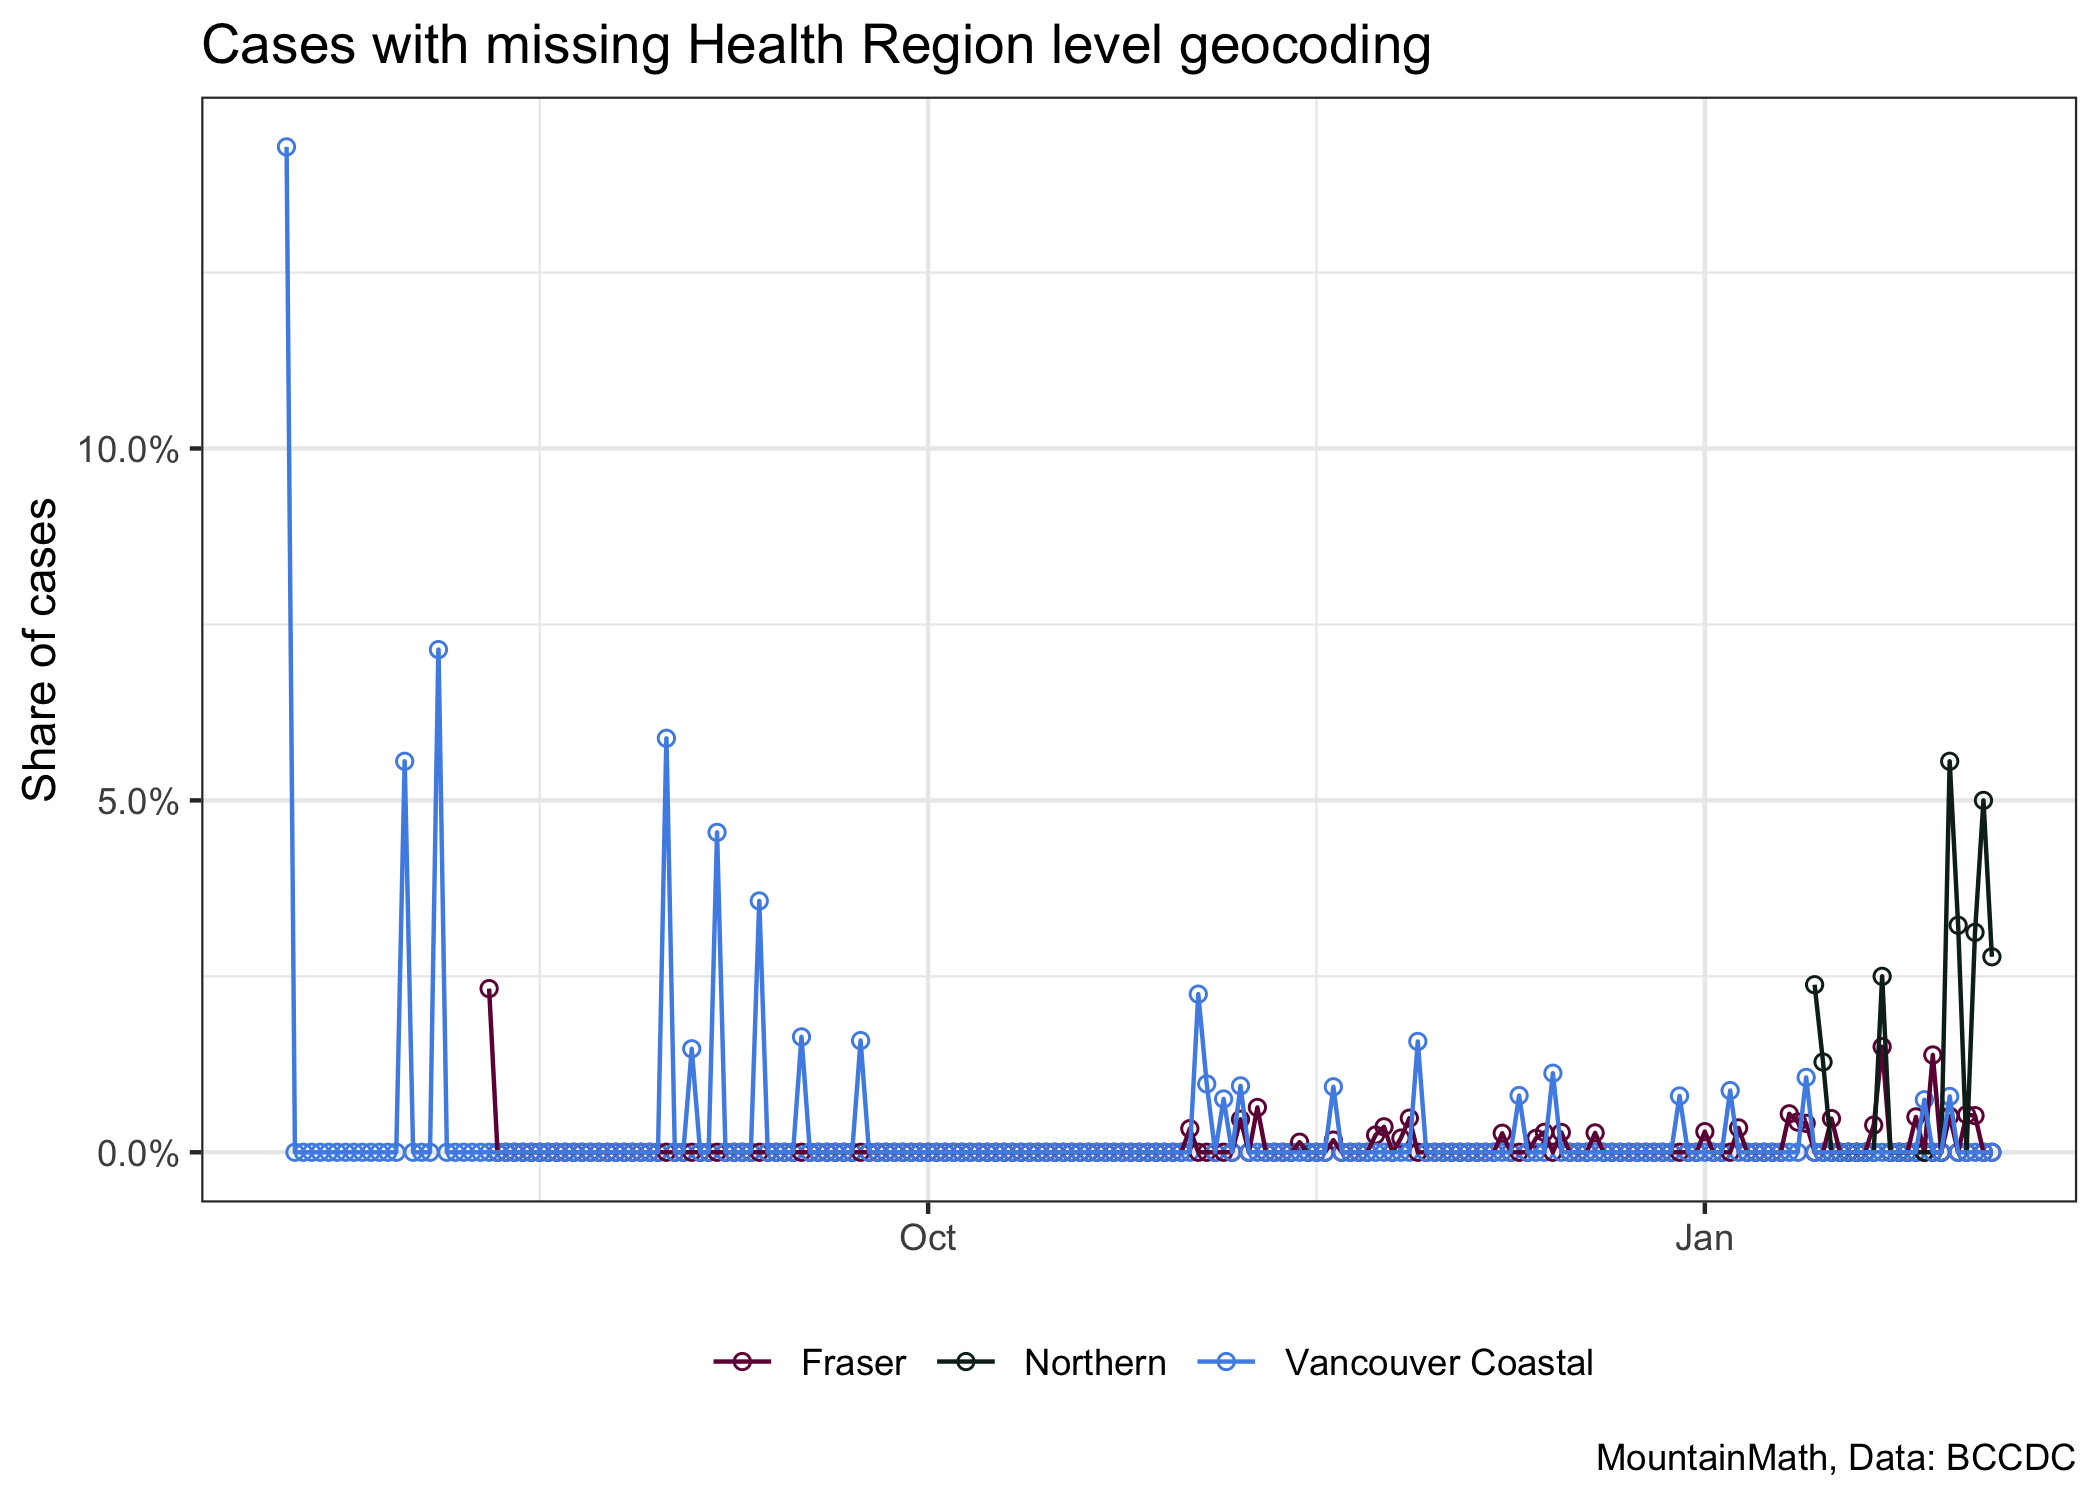 Cases with missing Health Region level geocoding
Share of cases
10.0%
5.0%
0.0%
Oct
Jan
Fraser
Northern
Vancouver Coastal
MountainMath, Data: BCCDC